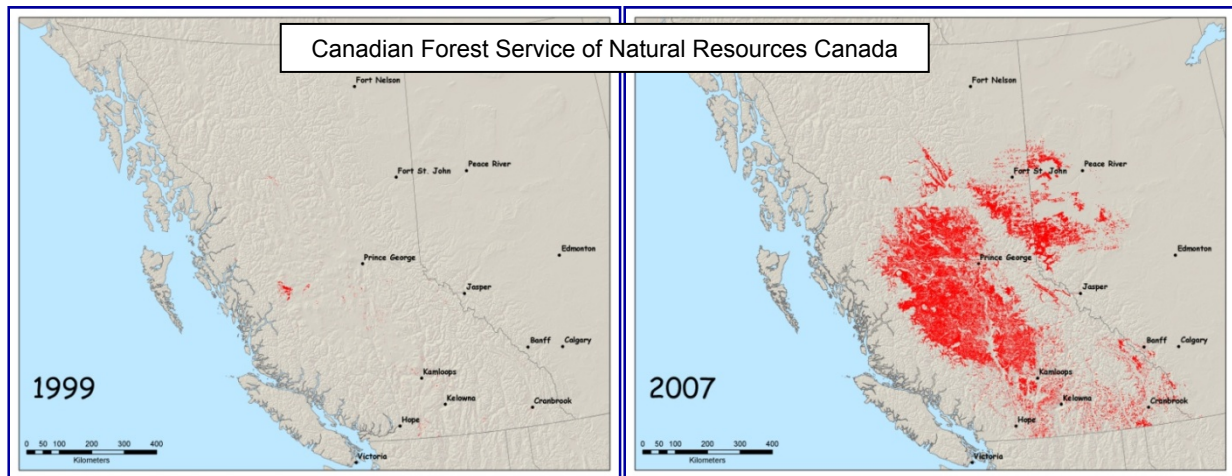 Canadian Forest Service of Natural Resources Canada
Fort Nelson
Fort St. John
Peace River
Prince George
Edmonton
Jasper
Banff
Calgary
Kamloops
Kelowna
Cranbrook
Hope
Victoria
1999
0 50 100 200 300 400
Kilometers
Fort Nelson
Fort St. John
Peace River
Prince George
Edmonton
Jasper
Banff
Calgary
Kamloops
Kelowna
Cranbrook
Hope
Victoria
2007
0 50 100 200 300 400
Kilometers